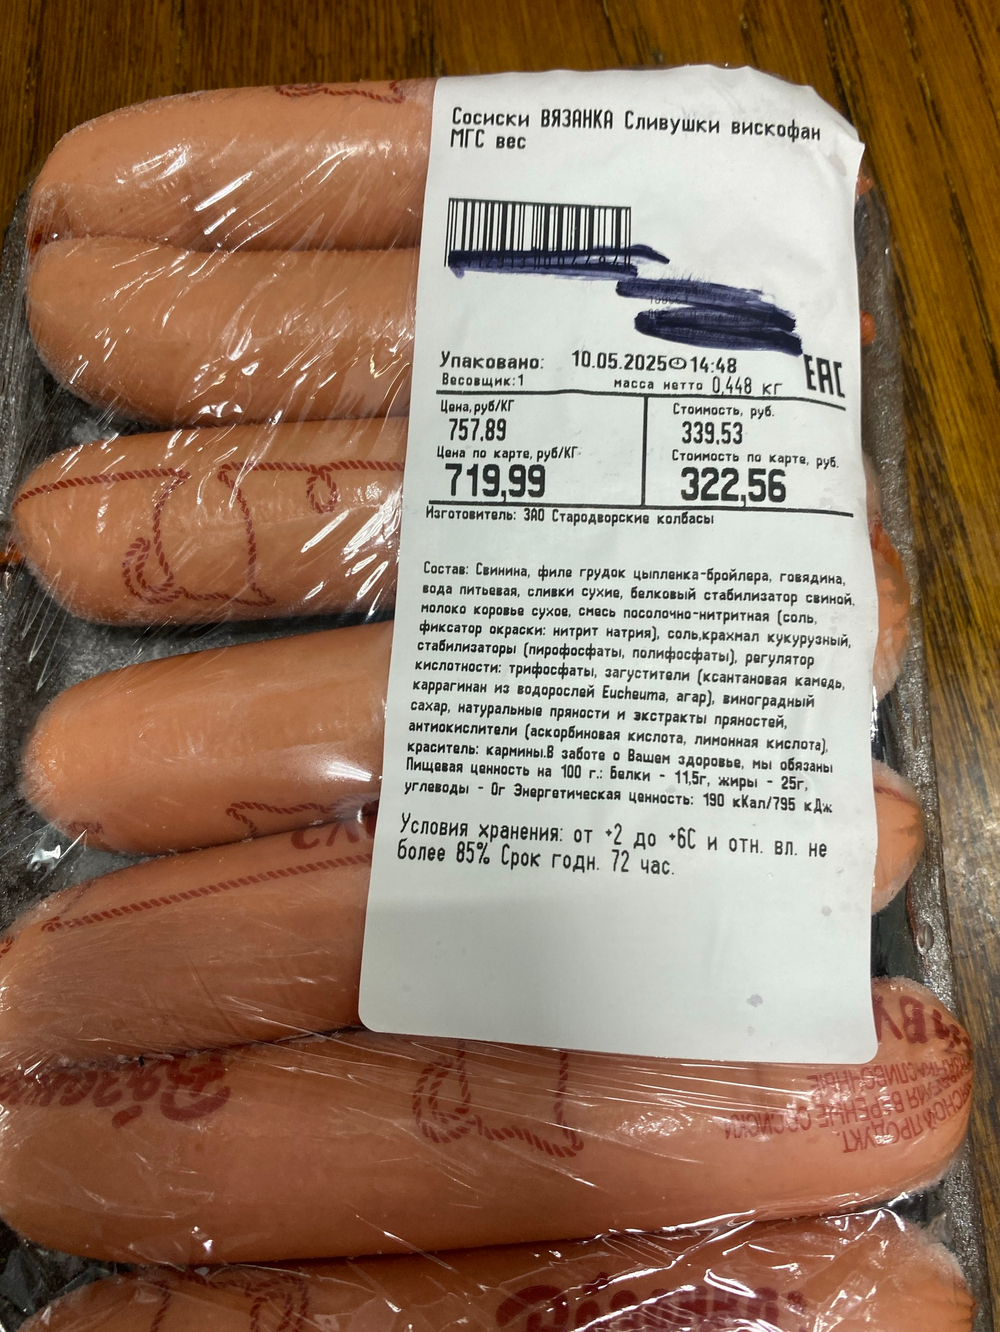 Сосиски ВЯЗАНКА Сливушки вискофан
МГС вес
Упаковано: 10.05.2025 14:48
Весовщик:1 масса нетто 0,448 кг
ЕАС
Цена,руб/КГ
757,89
Цена по карте, руб/КГ
719,99
Стоимость, руб.
339,53
Стоимость по карте, руб.
322,56
Изготовитель: ЗАО Стародворские колбасы
Состав: Свинина, филе грудок цыпленка-бройлера, говядина,
вода питьевая, сливки сухие, белковый стабилизатор свиной,
молоко коровье сухое, смесь посолочно-нитритная (соль,
фиксатор окраски: нитрит натрия), соль,крахмал кукурузный,
стабилизаторы (пирофосфаты, полифосфаты), регулятор
кислотности: трифосфаты, загустители (ксантановая камедь,
каррагинан из водорослей Eucheuma, агар), виноградный
сахар, натуральные пряности и экстракты пряностей,
антиокислители (аскорбиновая кислота, лимонная кислота),
краситель: кармины.В заботе о Вашем здоровье, мы обязаны
Пищевая ценность на 100 г.: Белки - 11,5г, жиры - 25г,
углеводы - 0г Энергетическая ценность: 190 кКал/795 кДж
Условия хранения: от +2 до +6С и отн. вл. не
более 85% Срок годн. 72 час.
Вязан
ПРОДУКТ
ВАРЕНЫЕ СОСИСКИ
СЛИВОЧНЫЕ